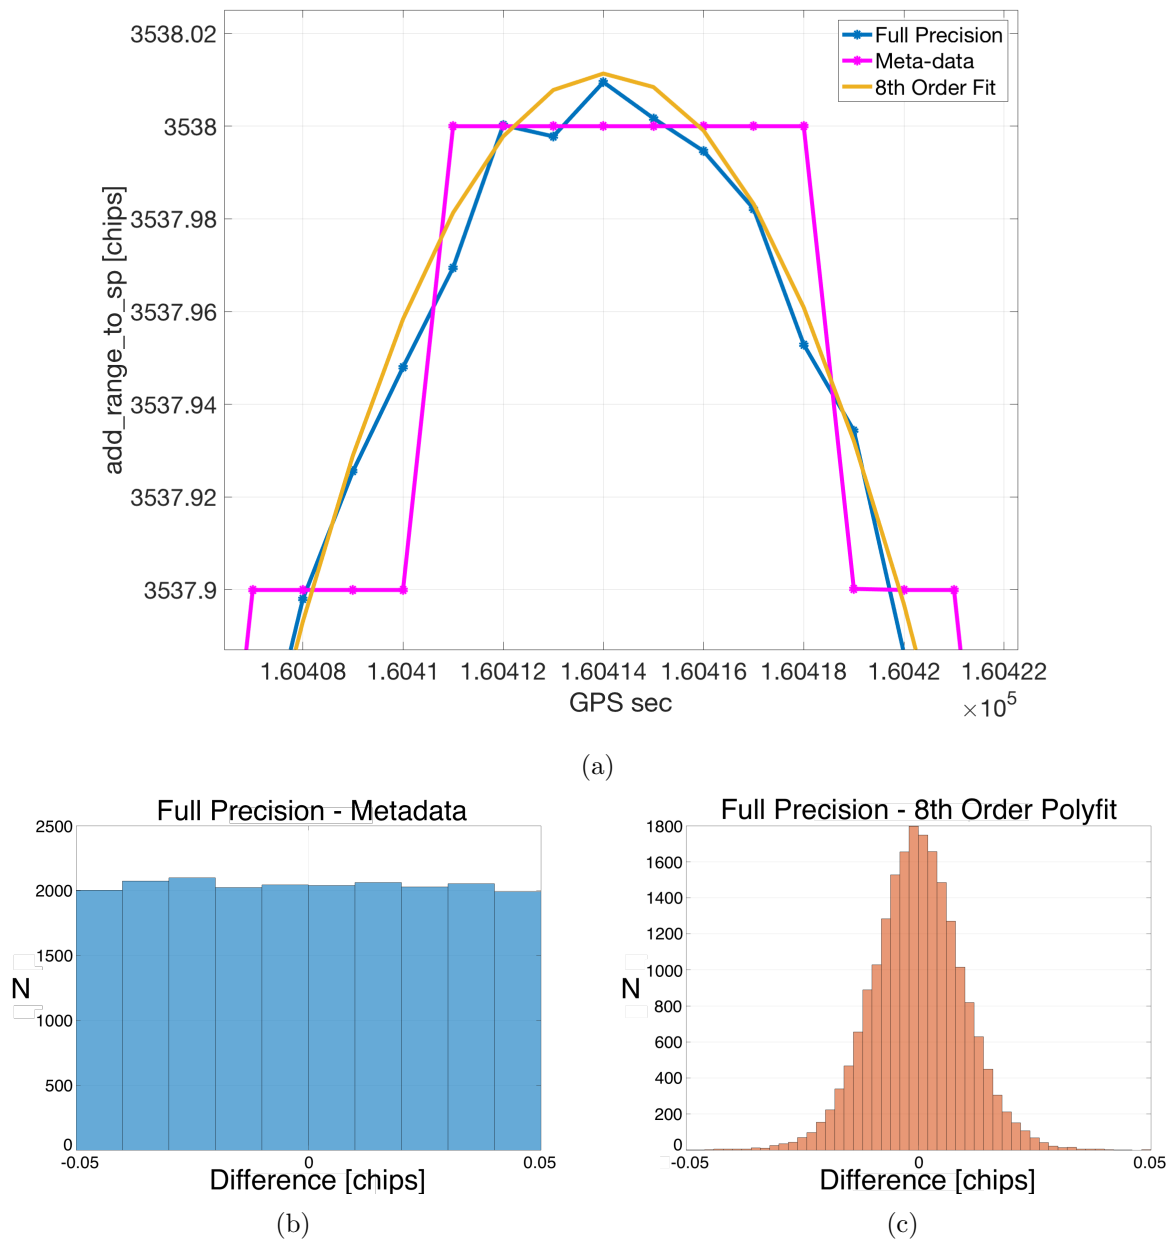 3538.02
3538
3537.98
3537.96
3537.94
3537.92
3537.9
add_range_to_sp [chips]
Full Precision
Meta-data
8th Order Fit
1.60408 1.6041 1.60412 1.60414 1.60416 1.60418 1.6042 1.60422
GPS sec
×10^5
(a)
Full Precision - Metadata
2500
2000
1500
1000
500
0
N
-0.05 0 0.05
Difference [chips]
(b)
Full Precision - 8th Order Polyfit
1800
1600
1400
1200
1000
800
600
400
200
0
N
-0.05 0 0.05
Difference [chips]
(c)